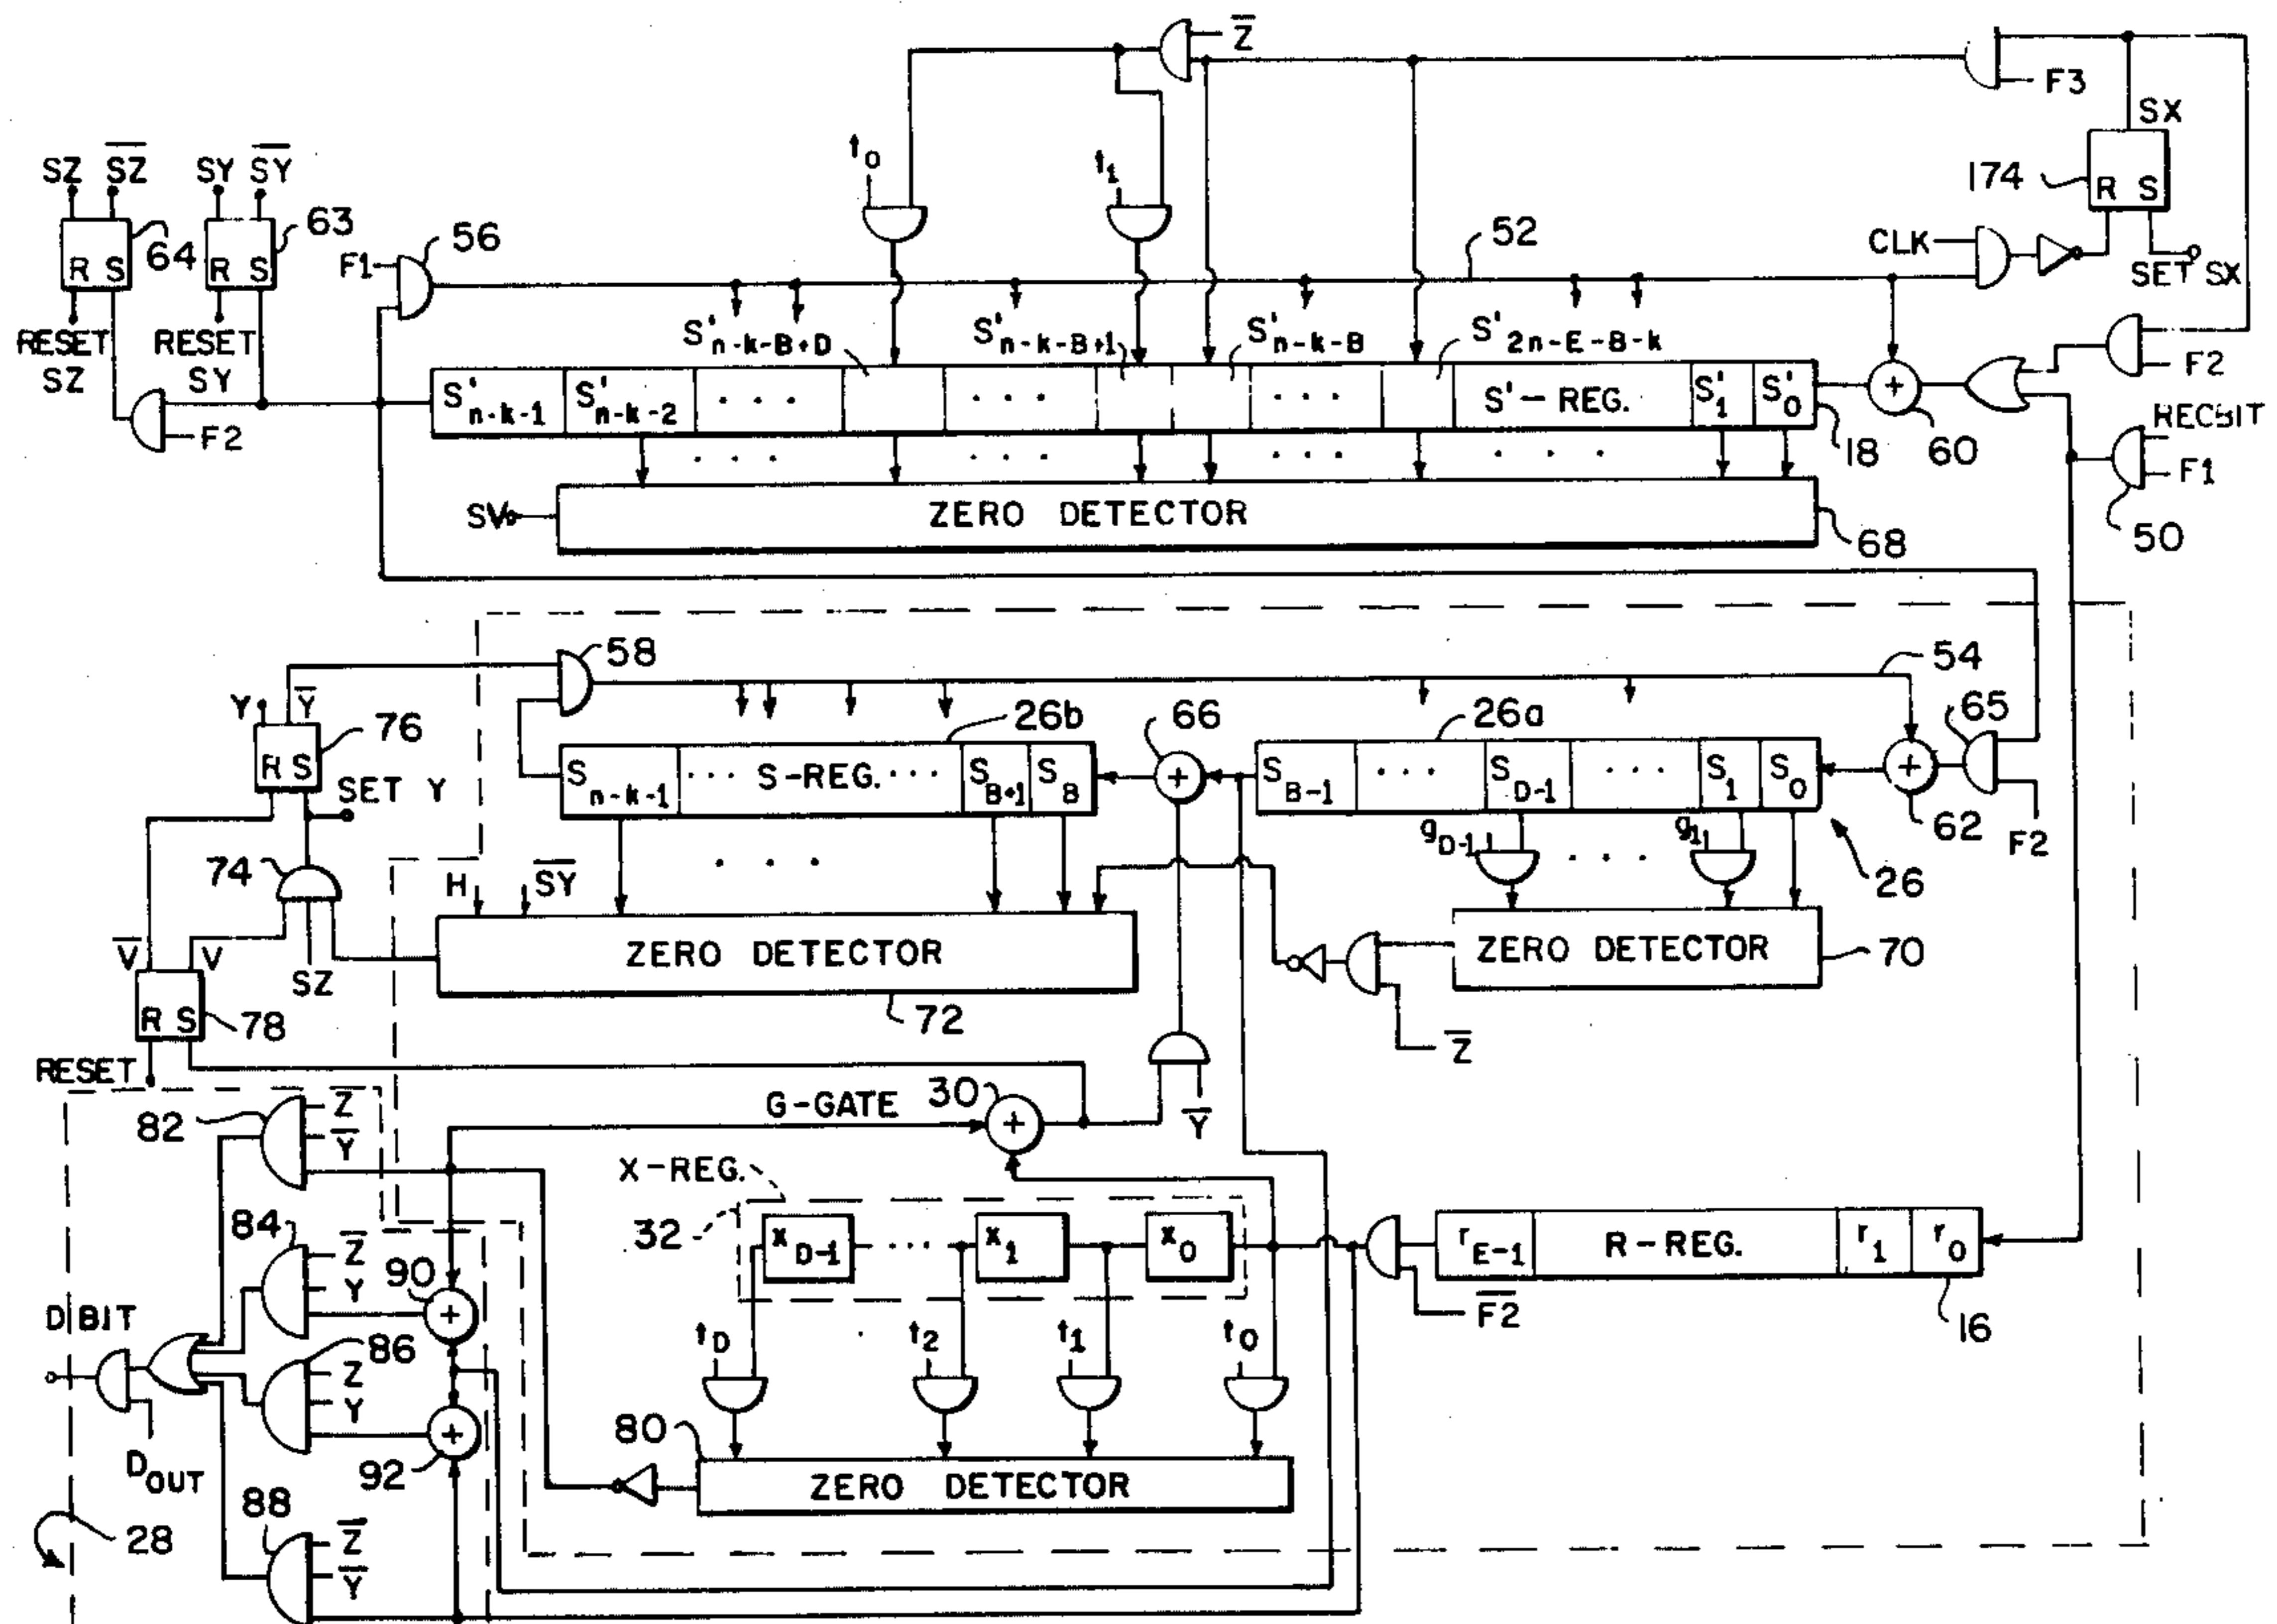 Z̅
F3
SX
R S
174
CLK
SET SX
t₀
t₁
52
SZ S̅Z̅ SY S̅Y̅
R S
64
R S
63
RESET SZ
RESET SY
56
F1
F2
S'n-k-B+D
S'n-k-B+1
S'n-k-B
S'2n-E-B-k
S'n-k-1 S'n-k-2 · · · · · · · · · S'-REG. S'1 S'0
18
60
F2
RECBIT
F1
50
· · · · · · · · · · · ·
SV
ZERO DETECTOR
68
58
54
Y Y̅
R S
76
SET Y
26b
66
26a
65
Sn-k-1 · · · S-REG. · · · SB+1 SB
SB-1 · · · SD-1 · · · S1 S0
62
F2
gD-1
g1
· · ·
· · ·
26
74
H S̅Y̅
V̅ V
SZ
ZERO DETECTOR
72
ZERO DETECTOR
70
R S
78
RESET
Z̅
Y̅
82
Z̅
Y̅
G-GATE
30
X-REG.
32
xD-1 · · · x1 x0
rE-1 R-REG. r1 r0
16
F̅2̅
84
Z̅
Y
90
D BIT
86
Z
Y
92
DOUT
tD t2 t1 t0
80
ZERO DETECTOR
88
Z̅
Y̅
28